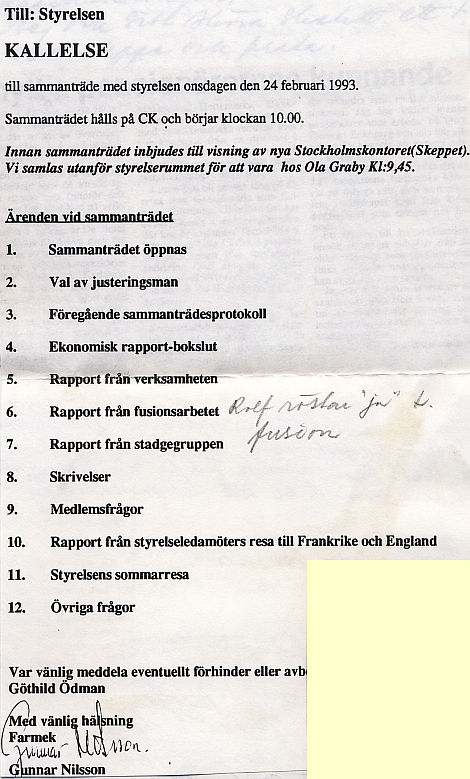 Till: Styrelsen
KALLELSE
till sammanträde med styrelsen onsdagen den 24 februari 1993.
Sammanträdet hålls på CK och börjar klockan 10.00.
Innan sammanträdet inbjudes till visning av nya Stockholmskontoret(Skeppet).
Vi samlas utanför styrelserummet för att vara hos Ola Graby Kl:9,45.
Ärenden vid sammanträdet
1. Sammanträdet öppnas
2. Val av justeringsman
3. Föregående sammanträdesprotokoll
4. Ekonomisk rapport-bokslut
5. Rapport från verksamheten
6. Rapport från fusionsarbetet Rolf röstar "ja" t.
fusion
7. Rapport från stadgegruppen
8. Skrivelser
9. Medlemsfrågor
10. Rapport från styrelseledamöters resa till Frankrike och England
11. Styrelsens sommarresa
12. Övriga frågor
Var vänlig meddela eventuellt förhinder eller avb
Göthild Ödman
Med vänlig hälsning
Farmek
Gunnar Nilsson.
Gunnar Nilsson